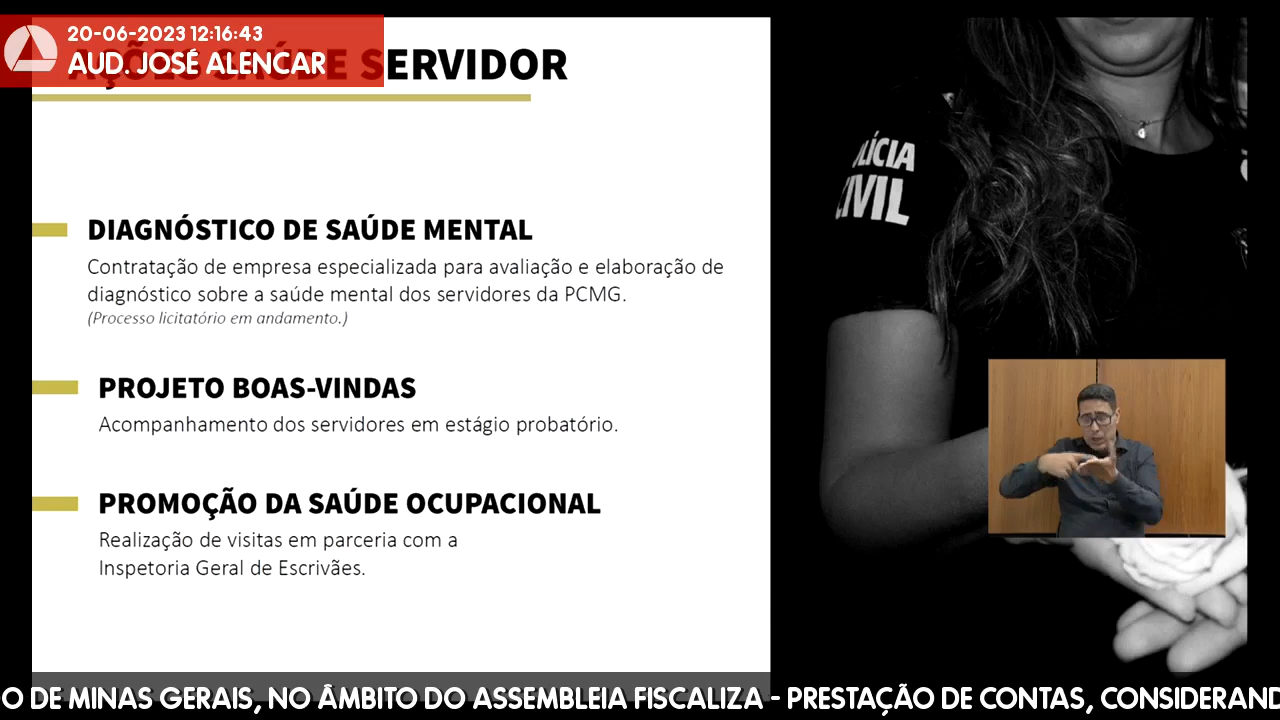 20-06-2023 12:16:43
AUD. JOSÉ ALENCAR
AÇÕES SAÚDE SERVIDOR
DIAGNÓSTICO DE SAÚDE MENTAL
Contratação de empresa especializada para avaliação e elaboração de
diagnóstico sobre a saúde mental dos servidores da PCMG.
(Processo licitatório em andamento.)
PROJETO BOAS-VINDAS
Acompanhamento dos servidores em estágio probatório.
PROMOÇÃO DA SAÚDE OCUPACIONAL
Realização de visitas em parceria com a
Inspetoria Geral de Escrivães.
OLÍCIA
CIVIL
O DE MINAS GERAIS, NO ÂMBITO DO ASSEMBLEIA FISCALIZA - PRESTAÇÃO DE CONTAS, CONSIDERAND